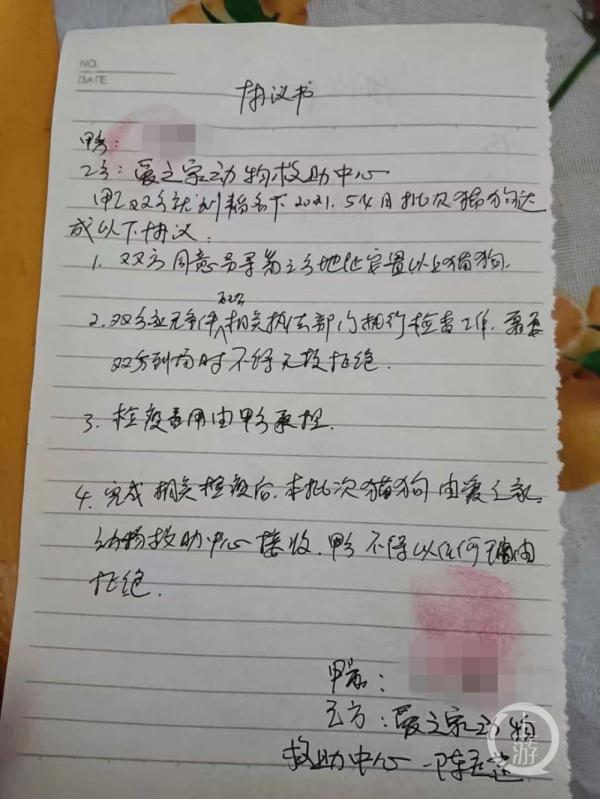 NO.
DATE
协议书
甲方:
乙方:爱之家动物救助中心
甲乙双方就刘 名下2021.5.4日批次猫狗达
成以下协议:
1. 双方同意另寻第三方地址安置以上猫狗.
2. 双方应无条件 相关执法部门执行检查工作.需要
配合
双方到场时不得无故拒绝.
3. 检疫费用由甲方承担.
4. 完成相关检疫后.本批次猫狗由爱之家
动物救助中心接收.甲方不得以任何理由
拒绝.
甲方:
乙方:爱之家动物
救助中心 陈
上游